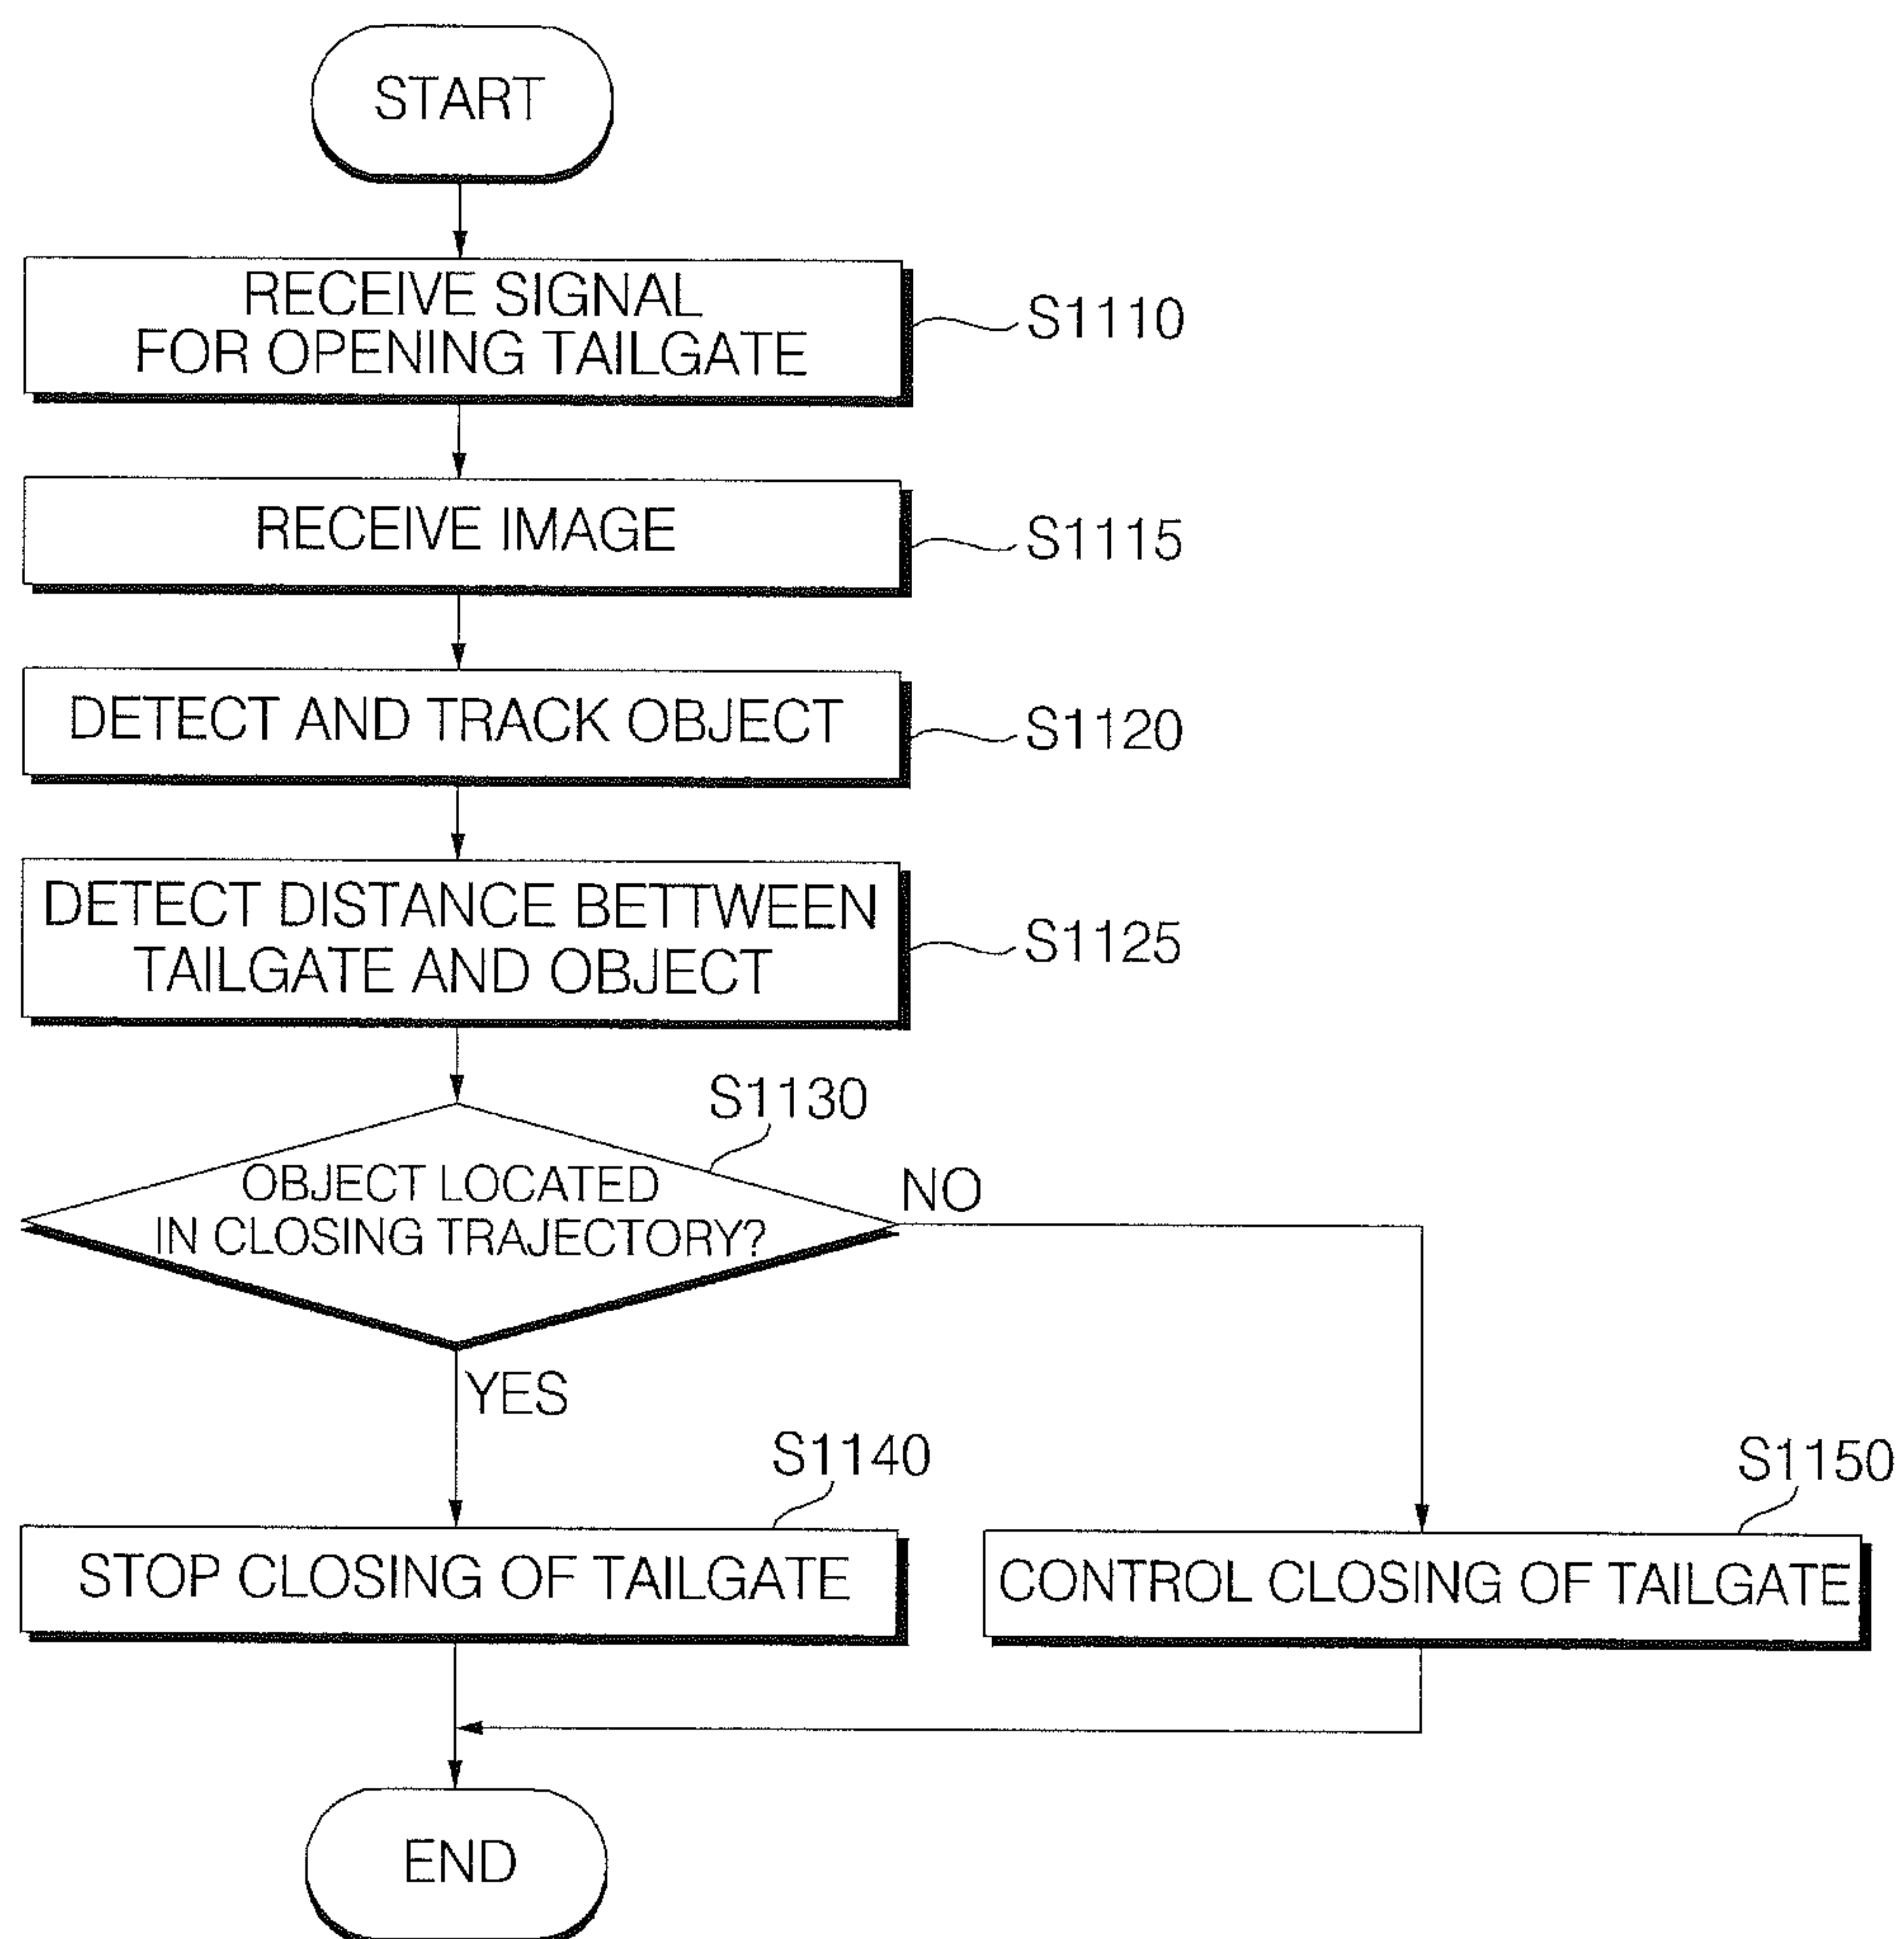 START
RECEIVE SIGNAL
FOR OPENING TAILGATE
S1110
RECEIVE IMAGE
S1115
DETECT AND TRACK OBJECT
S1120
DETECT DISTANCE BETTWEEN
TAILGATE AND OBJECT
S1125
S1130
OBJECT LOCATED
IN CLOSING TRAJECTORY?
NO
YES
S1140
STOP CLOSING OF TAILGATE
S1150
CONTROL CLOSING OF TAILGATE
END